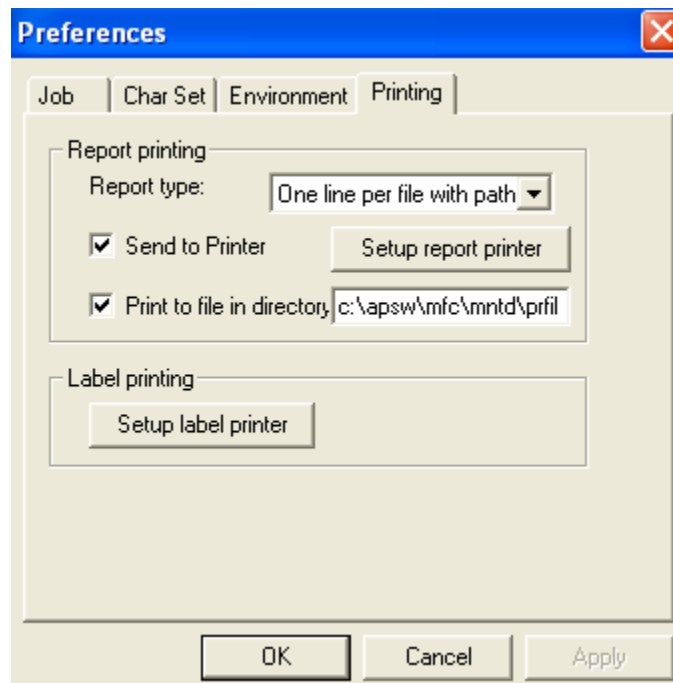 Preferences
Job Char Set Environment Printing
Report printing
Report type: One line per file with path
Send to Printer Setup report printer
Print to file in directory c:\apsw\mfc\mntd\prfil
Label printing
Setup label printer
OK Cancel Apply